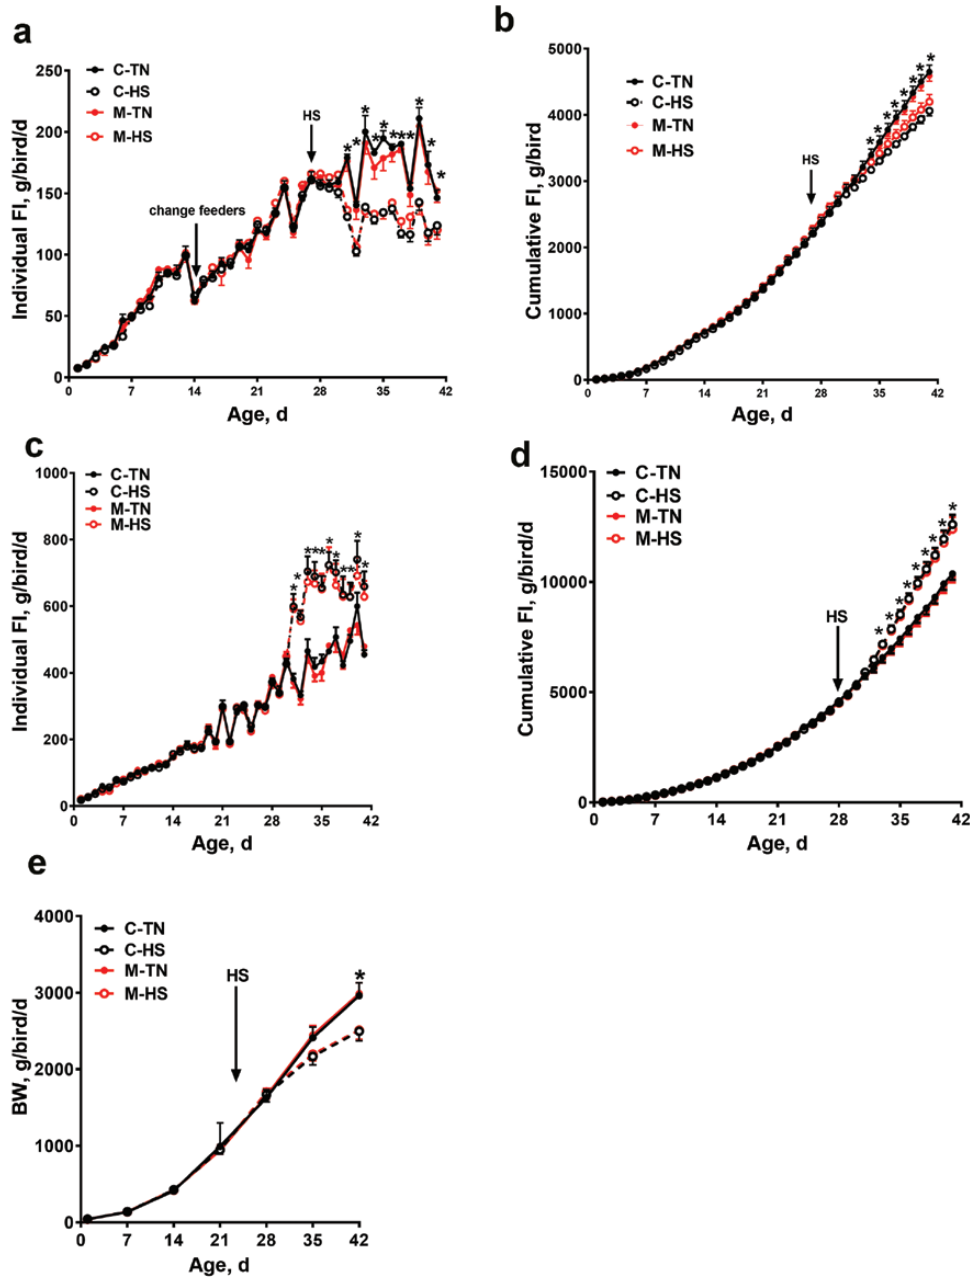 a
C-TN
C-HS
M-TN
M-HS
Individual FI, g/bird/d
250
200
150
100
50
0
HS
change feeders
* * * * * * * * * * *
0 7 14 21 28 35 42
Age, d
b
C-TN
C-HS
M-TN
M-HS
Cumulative FI, g/bird
5000
4000
3000
2000
1000
0
HS
* * * * * * * *
0 7 14 21 28 35 42
Age, d
c
C-TN
C-HS
M-TN
M-HS
Individual FI, g/bird/d
1000
800
600
400
200
0
* * * * * * * * * * *
0 7 14 21 28 35 42
Age, d
d
C-TN
C-HS
M-TN
M-HS
Cumulative FI, g/bird/d
15000
10000
5000
0
HS
* * * * * * * * *
0 7 14 21 28 35 42
Age, d
e
C-TN
C-HS
M-TN
M-HS
BW, g/bird/d
4000
3000
2000
1000
0
HS
*
0 7 14 21 28 35 42
Age, d